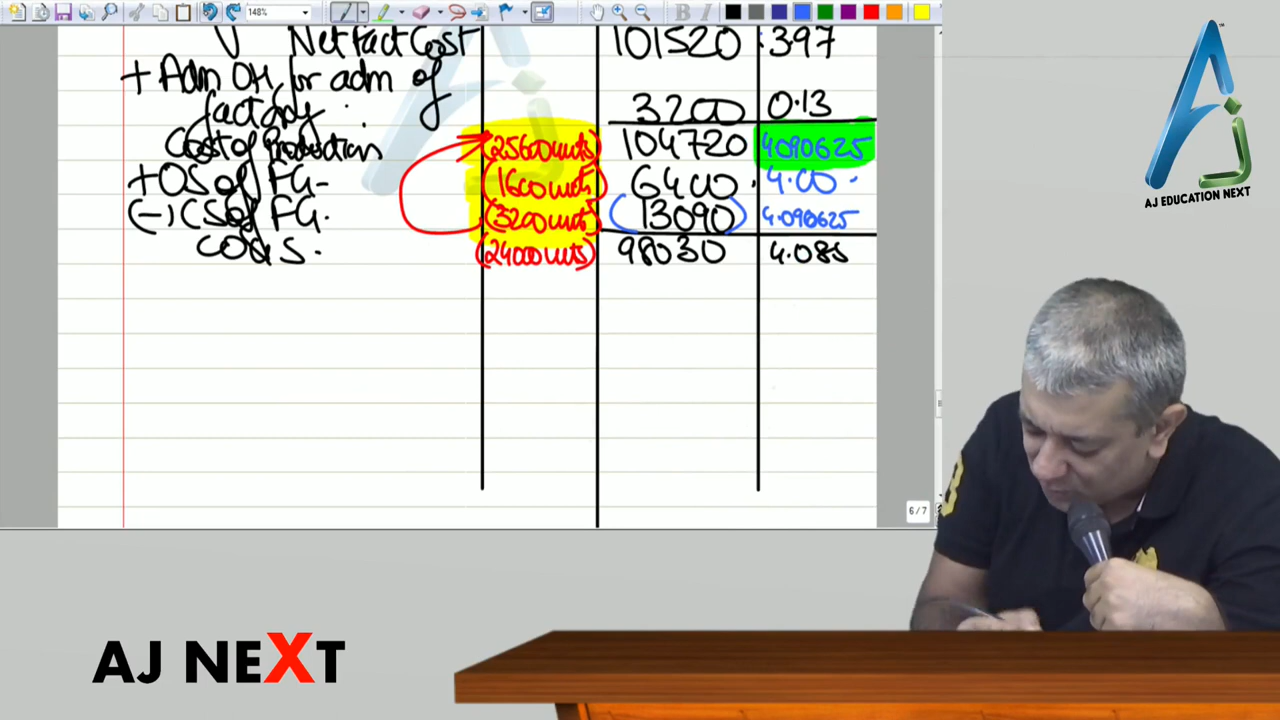 148%
B I U
Net Fact Cost 101520 3.97
+ Adm OH for adm of
factory. 3200 0.13
Cost of Production (25600 units) 104720 4.090625
+ OS of FG- (1600 units) 6400 4.00
(-) CS of FG. (3200 units) (13090) 4.090625
COGS. (24000 units) 98030 4.085
6/7
AJ EDUCATION NEXT
AJ NEXT